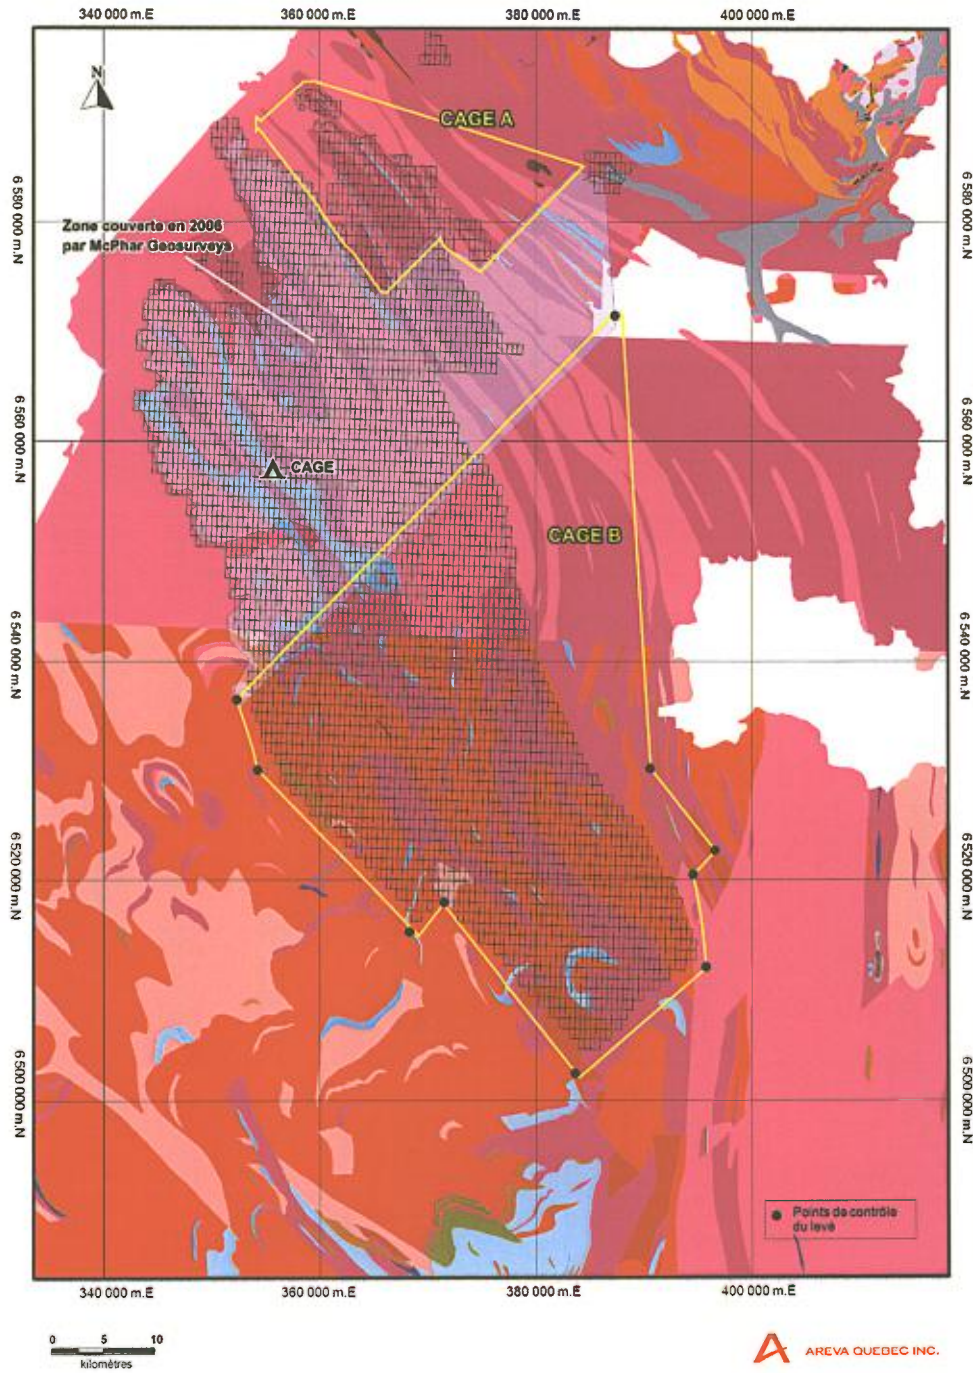 340 000 m.E
360 000 m.E
380 000 m.E
400 000 m.E
N
CAGE A
6 580 000 m.N
6 580 000 m.N
Zone couverte en 2006
par McPhar Geosurveys
6 560 000 m.N
6 560 000 m.N
CAGE
CAGE B
6 540 000 m.N
6 540 000 m.N
6 520 000 m.N
6 520 000 m.N
6 500 000 m.N
6 500 000 m.N
Points de contrôle
du levé
340 000 m.E
360 000 m.E
380 000 m.E
400 000 m.E
0 5 10
kilomètres
AREVA QUEBEC INC.